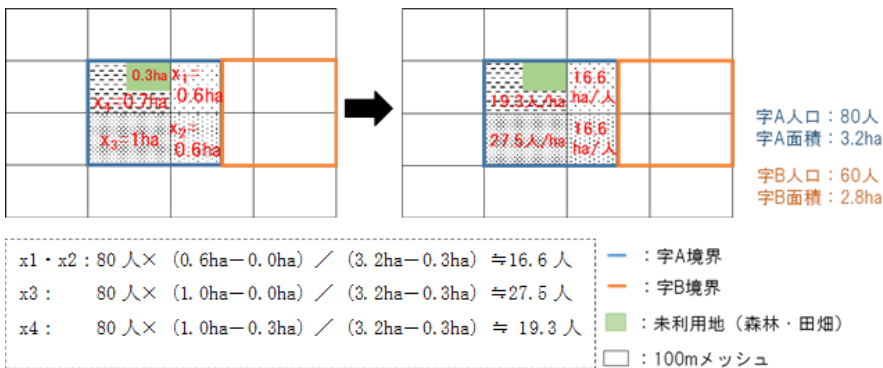 0.3ha
x₁=
0.6ha
x₄=0.7ha
x₃=1ha
x₂=
0.6ha
16.6
ha/人
19.3人/ha
27.5人/ha
16.6
ha/人
字A人口：80人
字A面積：3.2ha
字B人口：60人
字B面積：2.8ha
x1・x2：80 人× （0.6ha－0.0ha）／（3.2ha－0.3ha）≒16.6 人
x3： 80 人× （1.0ha－0.0ha）／（3.2ha－0.3ha）≒27.5 人
x4： 80 人× （1.0ha－0.3ha）／（3.2ha－0.3ha）≒ 19.3 人
：字A境界
：字B境界
：未利用地（森林・田畑）
：100mメッシュ